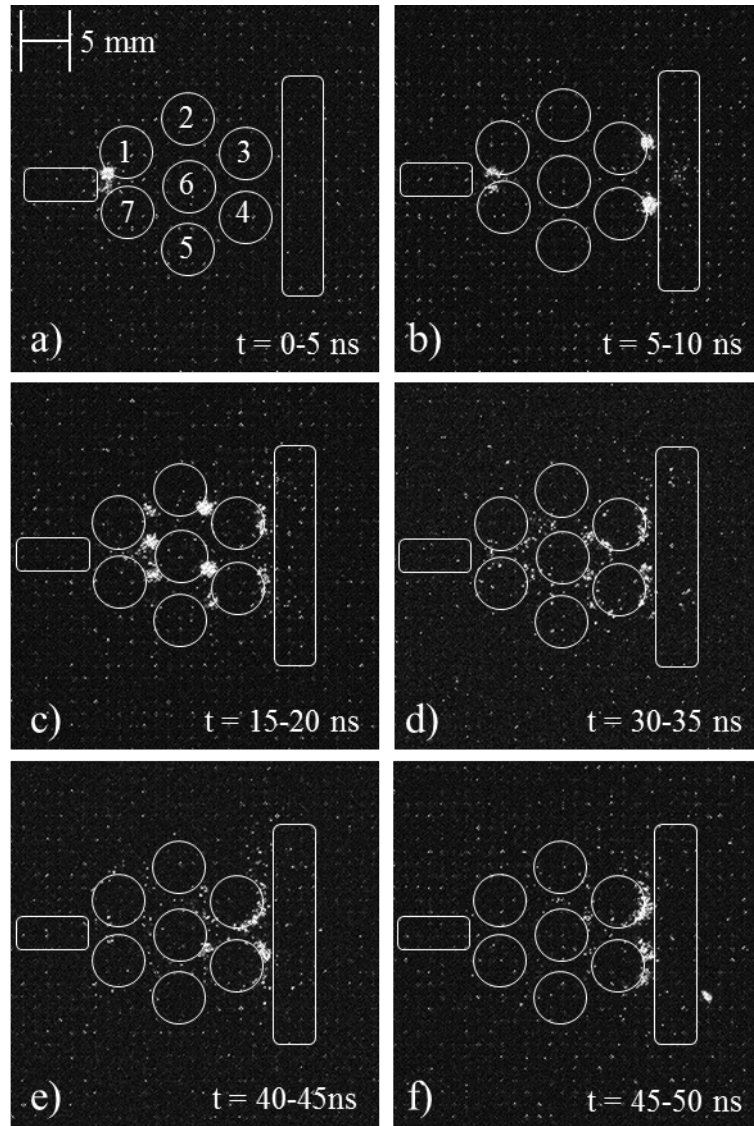 5 mm
2
1
3
6
7
4
5
a)
t = 0-5 ns
b)
t = 5-10 ns
c)
t = 15-20 ns
d)
t = 30-35 ns
e)
t = 40-45ns
f)
t = 45-50 ns